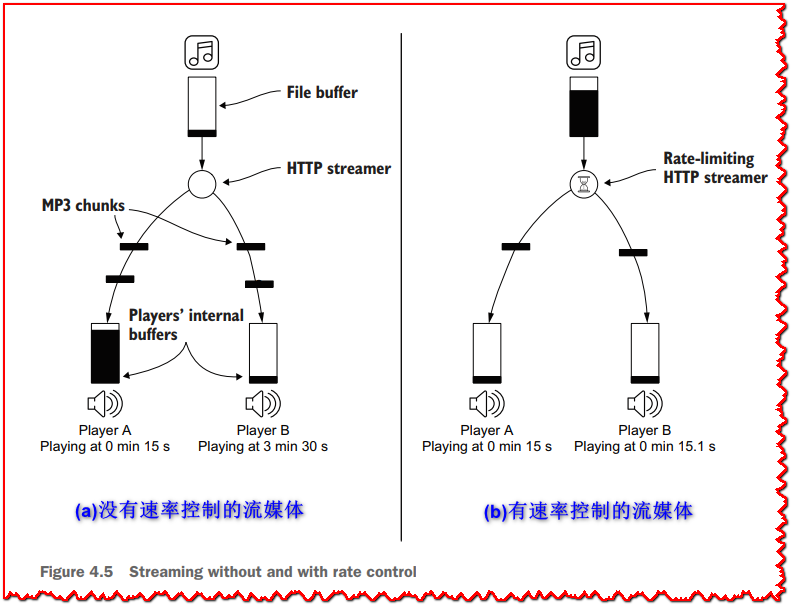 File buffer
HTTP streamer
MP3 chunks
Players' internal
buffers
Player A
Playing at 0 min 15 s
Player B
Playing at 3 min 30 s
(a)没有速率控制的流媒体
Rate-limiting
HTTP streamer
Player A
Playing at 0 min 15 s
Player B
Playing at 0 min 15.1 s
(b)有速率控制的流媒体
Figure 4.5 Streaming without and with rate control